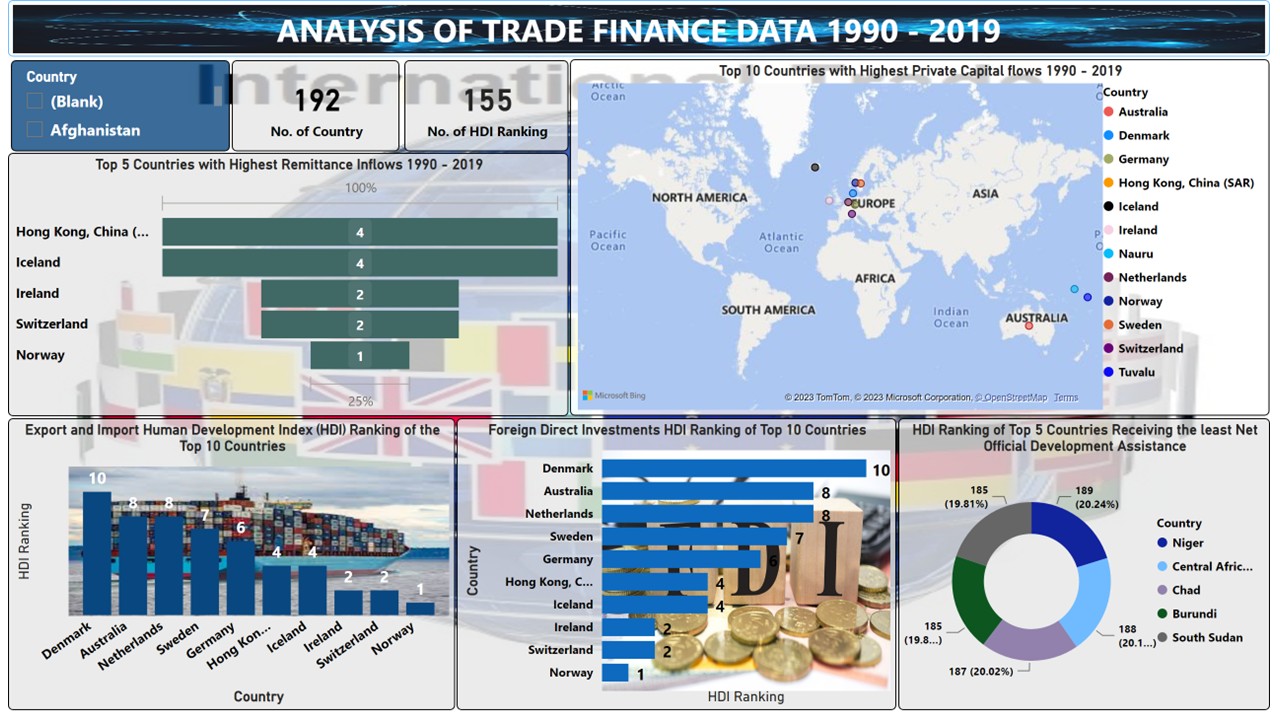 ANALYSIS OF TRADE FINANCE DATA 1990 - 2019
International Trade
Country
(Blank)
Afghanistan
192
No. of Country
155
No. of HDI Ranking
Top 5 Countries with Highest Remittance Inflows 1990 - 2019
100%
Hong Kong, China (... 4
Iceland 4
Ireland 2
Switzerland 2
Norway 1
25%
Top 10 Countries with Highest Private Capital flows 1990 - 2019
Arctic
Ocean
NORTH AMERICA
EUROPE
ASIA
Pacific
Ocean
Atlantic
Ocean
AFRICA
SOUTH AMERICA
Indian
Ocean
AUSTRALIA
Microsoft Bing
© 2023 TomTom, © 2023 Microsoft Corporation, © OpenStreetMap Terms
Country
Australia
Denmark
Germany
Hong Kong, China (SAR)
Iceland
Ireland
Nauru
Netherlands
Norway
Sweden
Switzerland
Tuvalu
Export and Import Human Development Index (HDI) Ranking of the
Top 10 Countries
HDI Ranking
10 8 8 7 6 4 4 2 2 1
Denmark Australia Netherlands Sweden Germany Hong Kon... Iceland Ireland Switzerland Norway
Country
Foreign Direct Investments HDI Ranking of Top 10 Countries
Country
Denmark 10
Australia 8
Netherlands 8
Sweden 7
Germany 6
Hong Kong, C... 4
Iceland 4
Ireland 2
Switzerland 2
Norway 1
D I
HDI Ranking
HDI Ranking of Top 5 Countries Receiving the least Net
Official Development Assistance
185
(19.81%)
189
(20.24%)
185
(19.8...)
188
(20.1...)
187 (20.02%)
Country
Niger
Central Afric...
Chad
Burundi
South Sudan